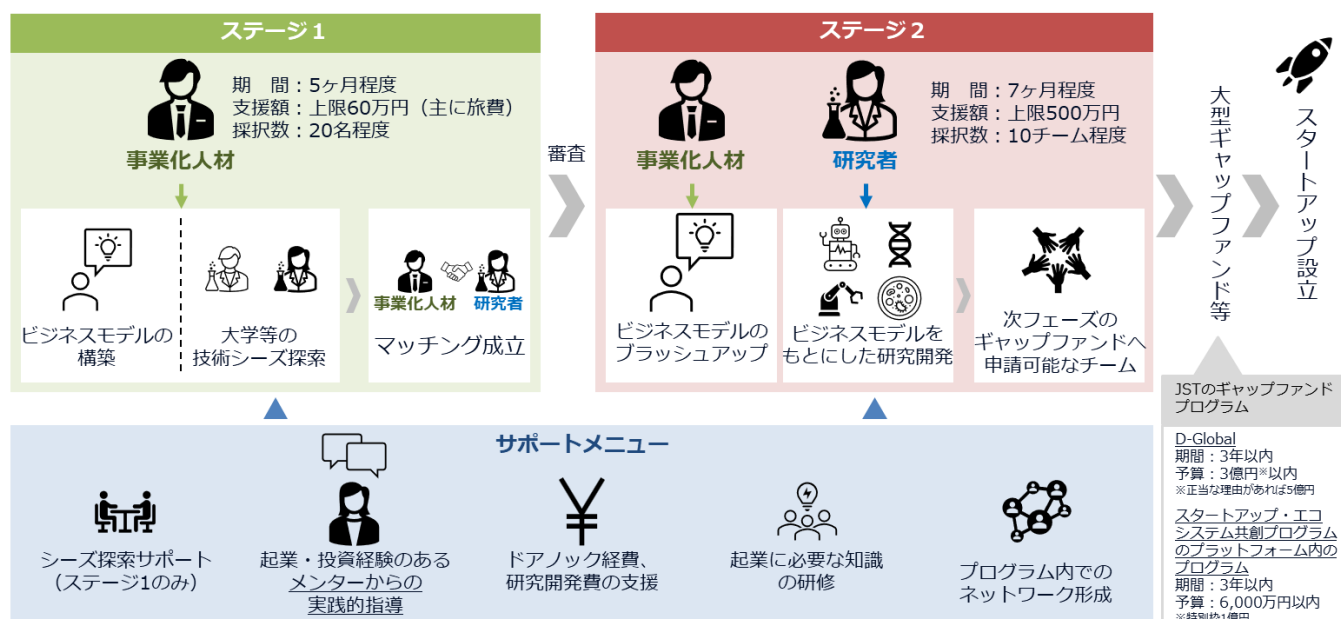 ステージ1
期　間：5ヶ月程度
支援額：上限60万円（主に旅費）
採択数：20名程度
事業化人材
ビジネスモデルの
構築
大学等の
技術シーズ探索
事業化人材
研究者
マッチング成立
審査
ステージ2
期　間：7ヶ月程度
支援額：上限500万円
採択数：10チーム程度
事業化人材
研究者
ビジネスモデルの
ブラッシュアップ
ビジネスモデルを
もとにした研究開発
次フェーズの
ギャップファンドへ
申請可能なチーム
大型ギャップファンド等
スタートアップ設立
サポートメニュー
シーズ探索サポート
（ステージ1のみ）
起業・投資経験のある
メンターからの
実践的指導
¥
ドアノック経費、
研究開発費の支援
起業に必要な知識
の研修
プログラム内での
ネットワーク形成
JSTのギャップファンド
プログラム
D-Global
期間：3年以内
予算：3億円※以内
※正当な理由があれば5億円
スタートアップ・エコ
システム共創プログラム
のプラットフォーム内の
プログラム
期間：3年以内
予算：6,000万円以内
※特別枠1億円